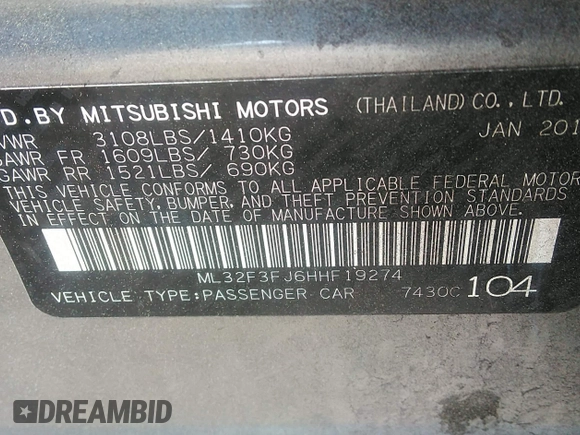 D.BY MITSUBISHI MOTORS (THAILAND) CO., LTD.
VWR 3108LBS/1410KG JAN 201
GAWR FR 1609LBS/ 730KG
GAWR RR 1521LBS/ 690KG
THIS VEHICLE CONFORMS TO ALL APPLICABLE FEDERAL MOTOR
VEHICLE SAFETY, BUMPER, AND THEFT PREVENTION STANDARDS
IN EFFECT ON THE DATE OF MANUFACTURE SHOWN ABOVE.
ML32F3FJ6HHF19274
VEHICLE TYPE:PASSENGER CAR 7430C 104
DREAMBID